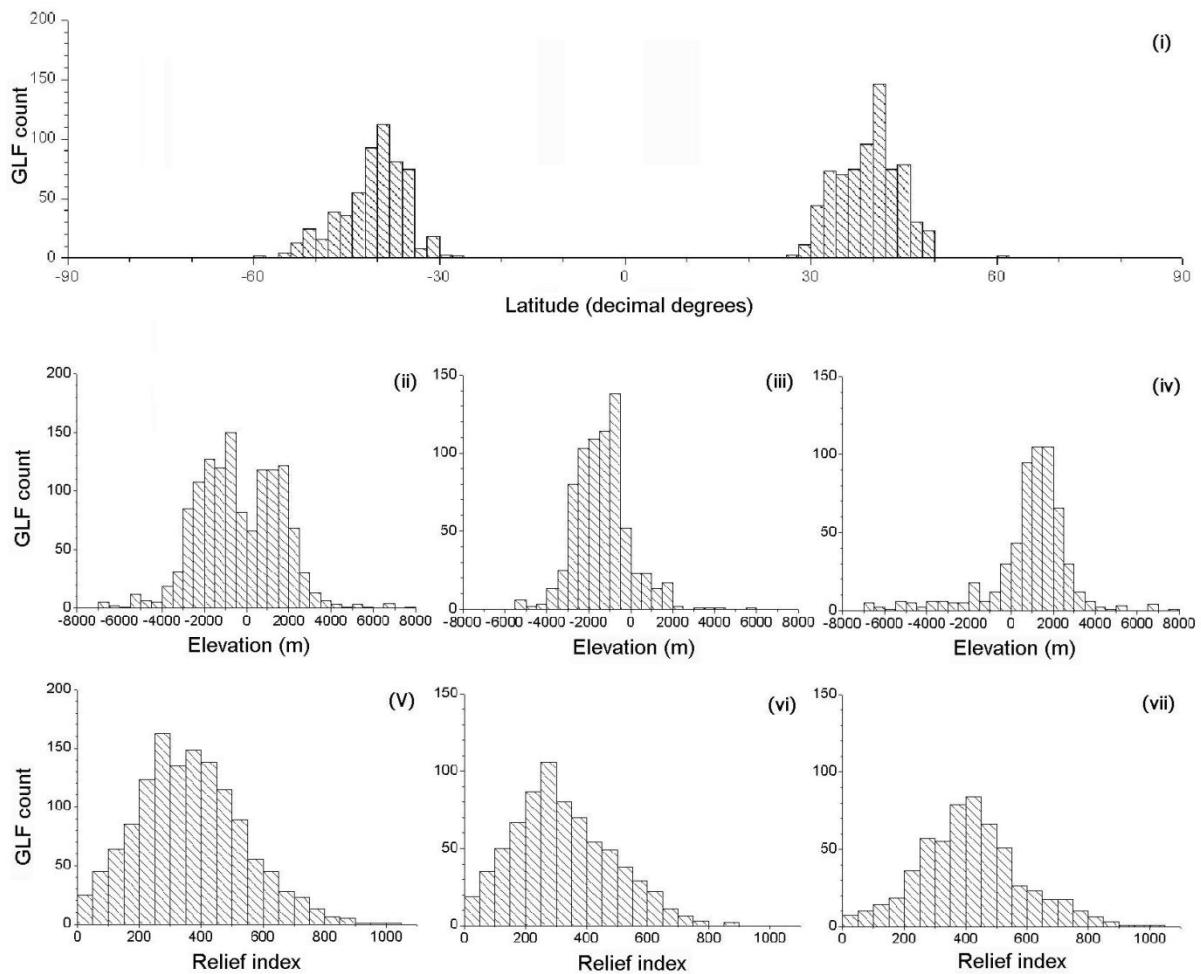 200
(i)
150
GLF count
100
50
0
-90 -60 -30 0 30 60 90
Latitude (decimal degrees)
200 (ii) 150 (iii) 150 (iv)
150
GLF count
100 100 100
50 50 50
0 0 0
-8000 -6000 -4000 -2000 0 2000 4000 6000 8000 -8000 -6000 -4000 -2000 0 2000 4000 6000 8000 -8000 -6000 -4000 -2000 0 2000 4000 6000 8000
Elevation (m) Elevation (m) Elevation (m)
200 (V) 150 (vi) 150 (vii)
150
GLF count
100 100 100
50 50 50
0 0 0
0 200 400 600 800 1000 0 200 400 600 800 1000 0 200 400 600 800 1000
Relief index Relief index Relief index